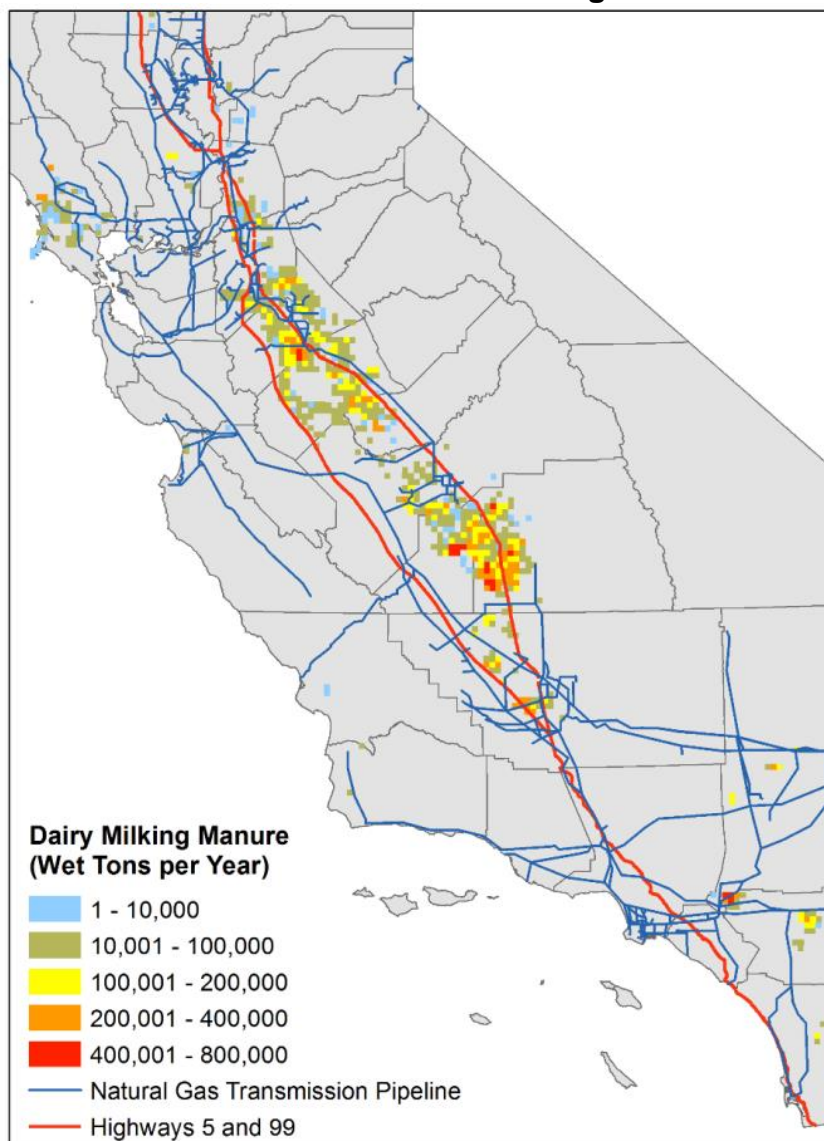 Dairy Milking Manure
(Wet Tons per Year)
1 - 10,000
10,001 - 100,000
100,001 - 200,000
200,001 - 400,000
400,001 - 800,000
Natural Gas Transmission Pipeline
Highways 5 and 99